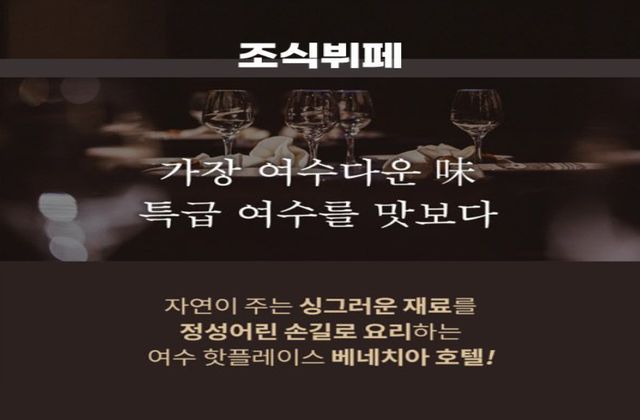 조식뷔페
가장 여수다운 味
특급 여수를 맛보다
자연이 주는 싱그러운 재료를
정성어린 손길로 요리하는
여수 핫플레이스 베네치아 호텔!